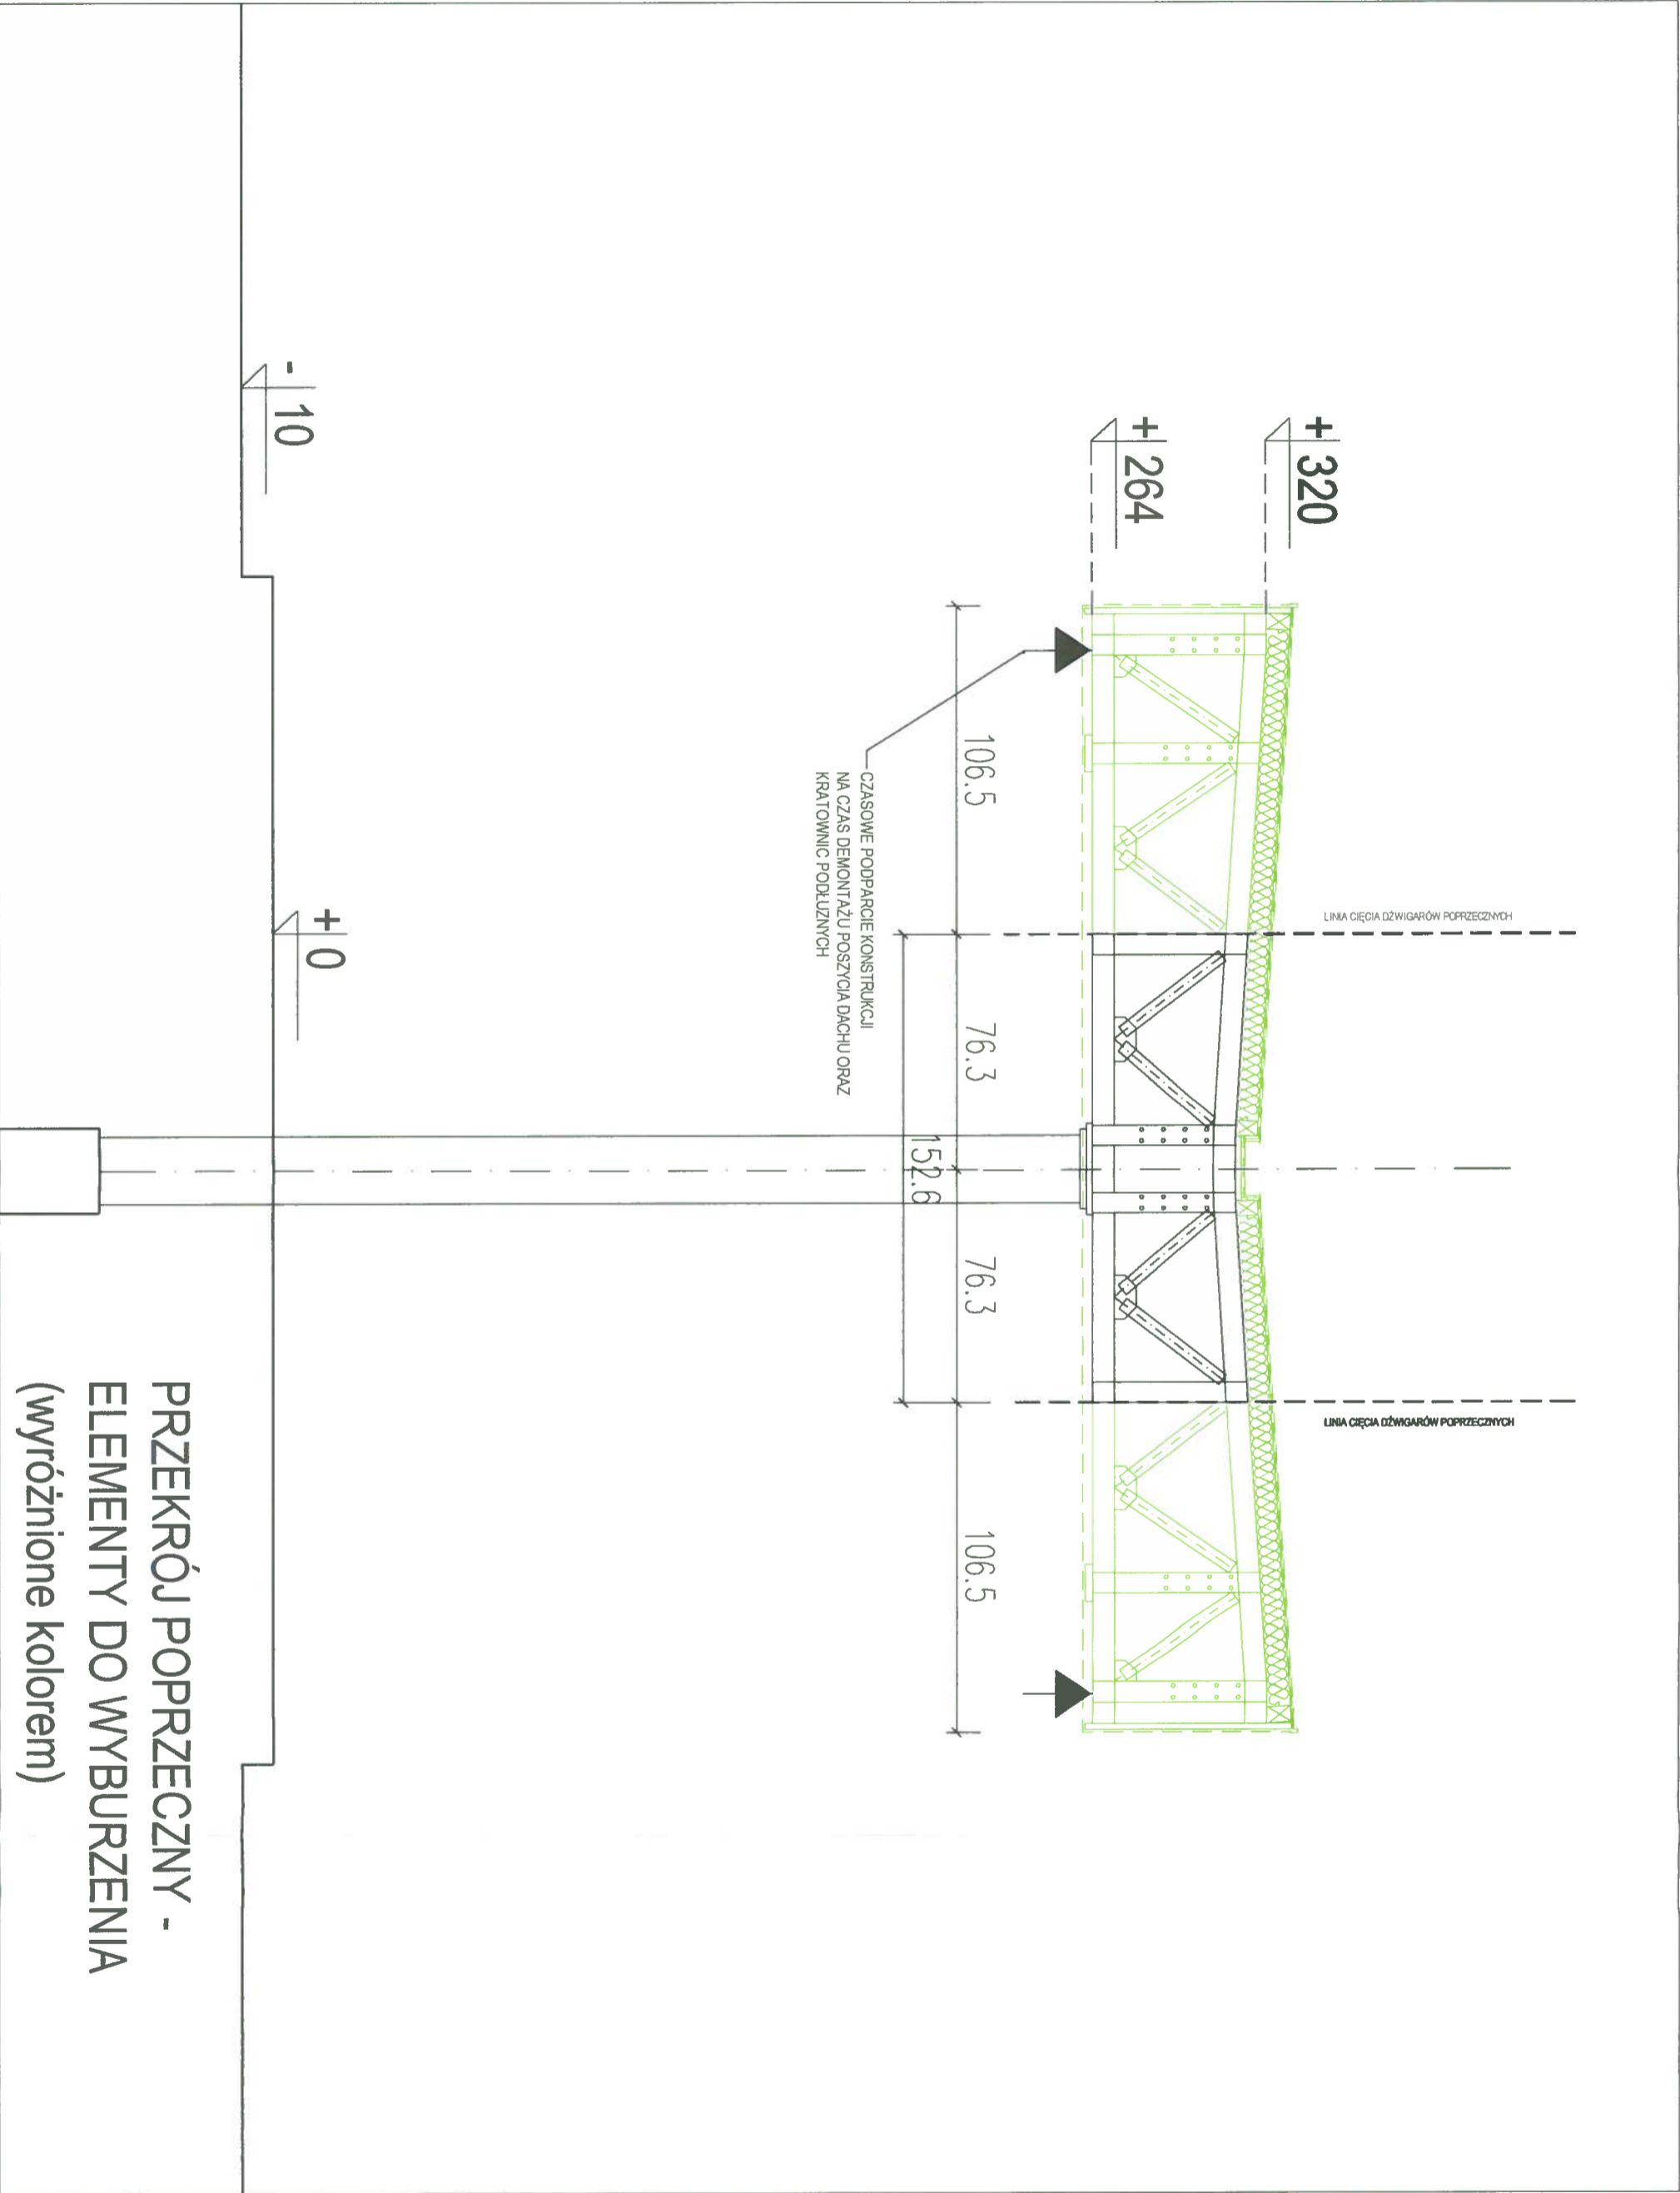 LINIA CIĘCIA DŹWIGARÓW POPRZECZNYCH
LINIA CIĘCIA DŹWIGARÓW POPRZECZNYCH
+ 320
+ 264
106.5
76.3
76.3
106.5
152.6
CZASOWE PODPARCIE KONSTRUKCJI
NA CZAS DEMONTAŻU POSZYCIA DACHU ORAZ
KRATOWNIC PODŁUŻNYCH
+ 0
- 10
PRZEKRÓJ POPRZECZNY -
ELEMENTY DO WYBURZENIA
(wyróżnione kolorem)